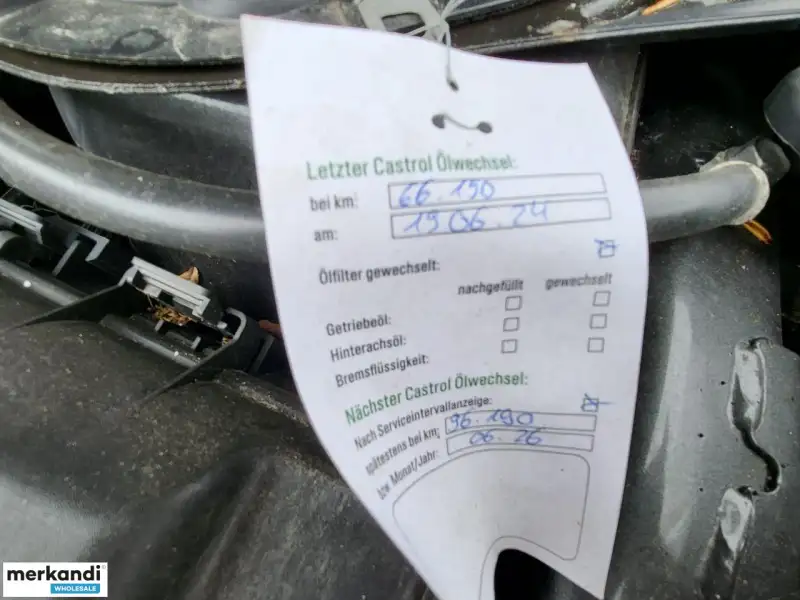 Letzter Castrol Ölwechsel:
bei km: 66.190
am: 19 06.24
Ölfilter gewechselt:
nachgefüllt gewechselt
Getriebeöl:
Hinterachsöl:
Bremsflüssigkeit:
Nächster Castrol Ölwechsel:
Nach Serviceintervallanzeige:
spätestens bei km: 96.190
bzw. Monat/Jahr: 06.26
merkandi
WHOLESALE